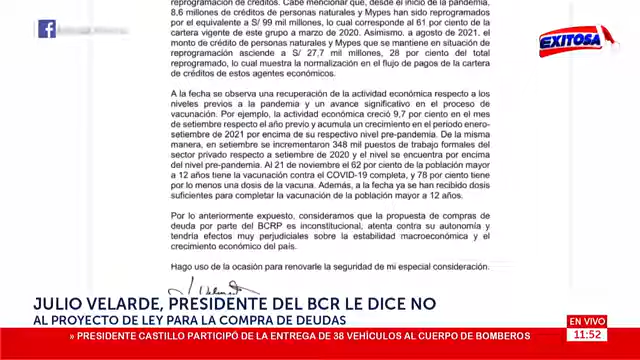 reprogramación de créditos. Cabe mencionar que, desde el inicio de la pandemia,
8,6 millones de créditos de personas naturales y Mypes han sido reprogramados
por el equivalente a S/ 99 mil millones, lo cual corresponde al 61 por ciento de la
cartera vigente de este grupo a marzo de 2020. Asimismo, a agosto de 2021, el
monto de crédito de personas naturales y Mypes que se mantiene en situación de
reprogramación asciende a S/ 27,7 mil millones, 28 por ciento del total
reprogramado, lo cual muestra la normalización en el flujo de pagos de la cartera
de créditos de estos agentes económicos.
A la fecha se observa una recuperación de la actividad económica respecto a los
niveles previos a la pandemia y un avance significativo en el proceso de
vacunación. Por ejemplo, la actividad económica creció 9,7 por ciento en el mes
de setiembre respecto el año previo y acumula un crecimiento en el periodo enero-
setiembre de 2021 por encima de su respectivo nivel pre-pandemia. De la misma
manera, en setiembre se incrementaron 348 mil puestos de trabajo formales del
sector privado respecto a setiembre de 2020 y el nivel se encuentra por encima
del nivel pre-pandemia. Al 21 de noviembre el 62 por ciento de la población mayor
a 12 años tiene la vacunación contra el COVID-19 completa, y 78 por ciento tiene
por lo menos una dosis de la vacuna. Además, a la fecha ya se han recibido dosis
suficientes para completar la vacunación de la población mayor a 12 años.
Por lo anteriormente expuesto, consideramos que la propuesta de compras de
deuda por parte del BCRP es inconstitucional, atenta contra su autonomía y
tendría efectos muy perjudiciales sobre la estabilidad macroeconómica y el
crecimiento económico del país.
Hago uso de la ocasión para renovarle la seguridad de mi especial consideración.
EXITOSA
JULIO VELARDE, PRESIDENTE DEL BCR LE DICE NO
AL PROYECTO DE LEY PARA LA COMPRA DE DEUDAS
EN VIVO
11:52
» PRESIDENTE CASTILLO PARTICIPÓ DE LA ENTREGA DE 38 VEHÍCULOS AL CUERPO DE BOMBEROS